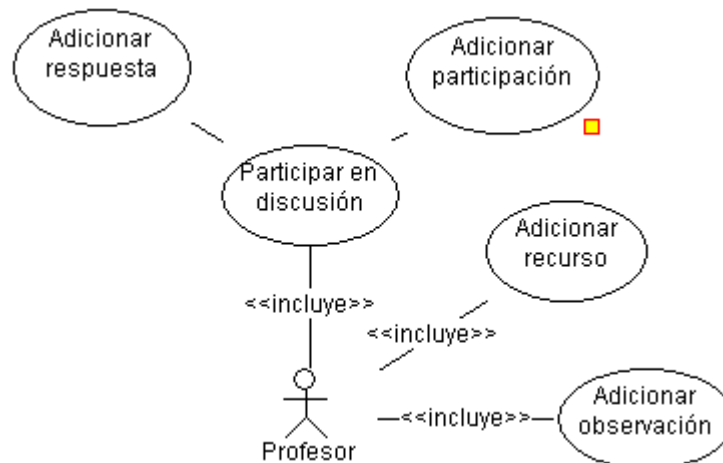 Adicionar
respuesta
Adicionar
participación
Participar en
discusión
Adicionar
recurso
<<incluye>>
<<incluye>>
Adicionar
observación
<<incluye>>
Profesor